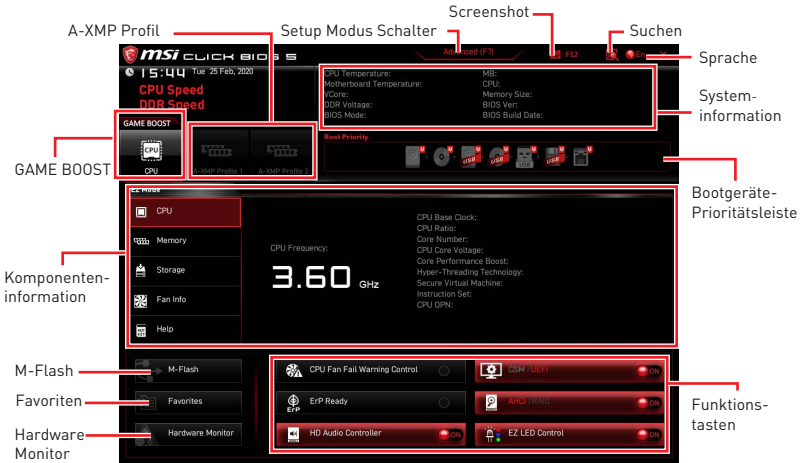 Screenshot
A-XMP Profil
Setup Modus Schalter
Suchen
Sprache
msi CLICK BIOS 5
Advanced (F7)
F12
En
15:44 Tue 25 Feb, 2020
CPU Speed
DDR Speed
CPU Temperature:
Motherboard Temperature:
VCore:
DDR Voltage:
BIOS Mode:
MB:
CPU:
Memory Size:
BIOS Ver:
BIOS Build Date:
System-
information
GAME BOOST
CPU
CPU
A-XMP Profile 1
A-XMP Profile 2
GAME BOOST
Boot Priority
U
U
U
USB
U
USB
U
USB
U
USB
U
Bootgeräte-
Prioritätsleiste
EZ Mode
CPU
Memory
Storage
Fan Info
Help
CPU Frequency:
3.60 GHz
CPU Base Clock:
CPU Ratio:
Core Number:
CPU Core Voltage:
Core Performance Boost:
Hyper-Threading Technology:
Secure Virtual Machine:
Instruction Set:
CPU OPN:
Komponenten-
information
M-Flash
Favoriten
Hardware
Monitor
M-Flash
Favorites
Hardware Monitor
CPU Fan Fail Warning Control
CSM /UEFI
ON
ErP
ErP Ready
AHCI /RAID
ON
HD Audio Controller
ON
EZ LED Control
ON
Funktions-
tasten